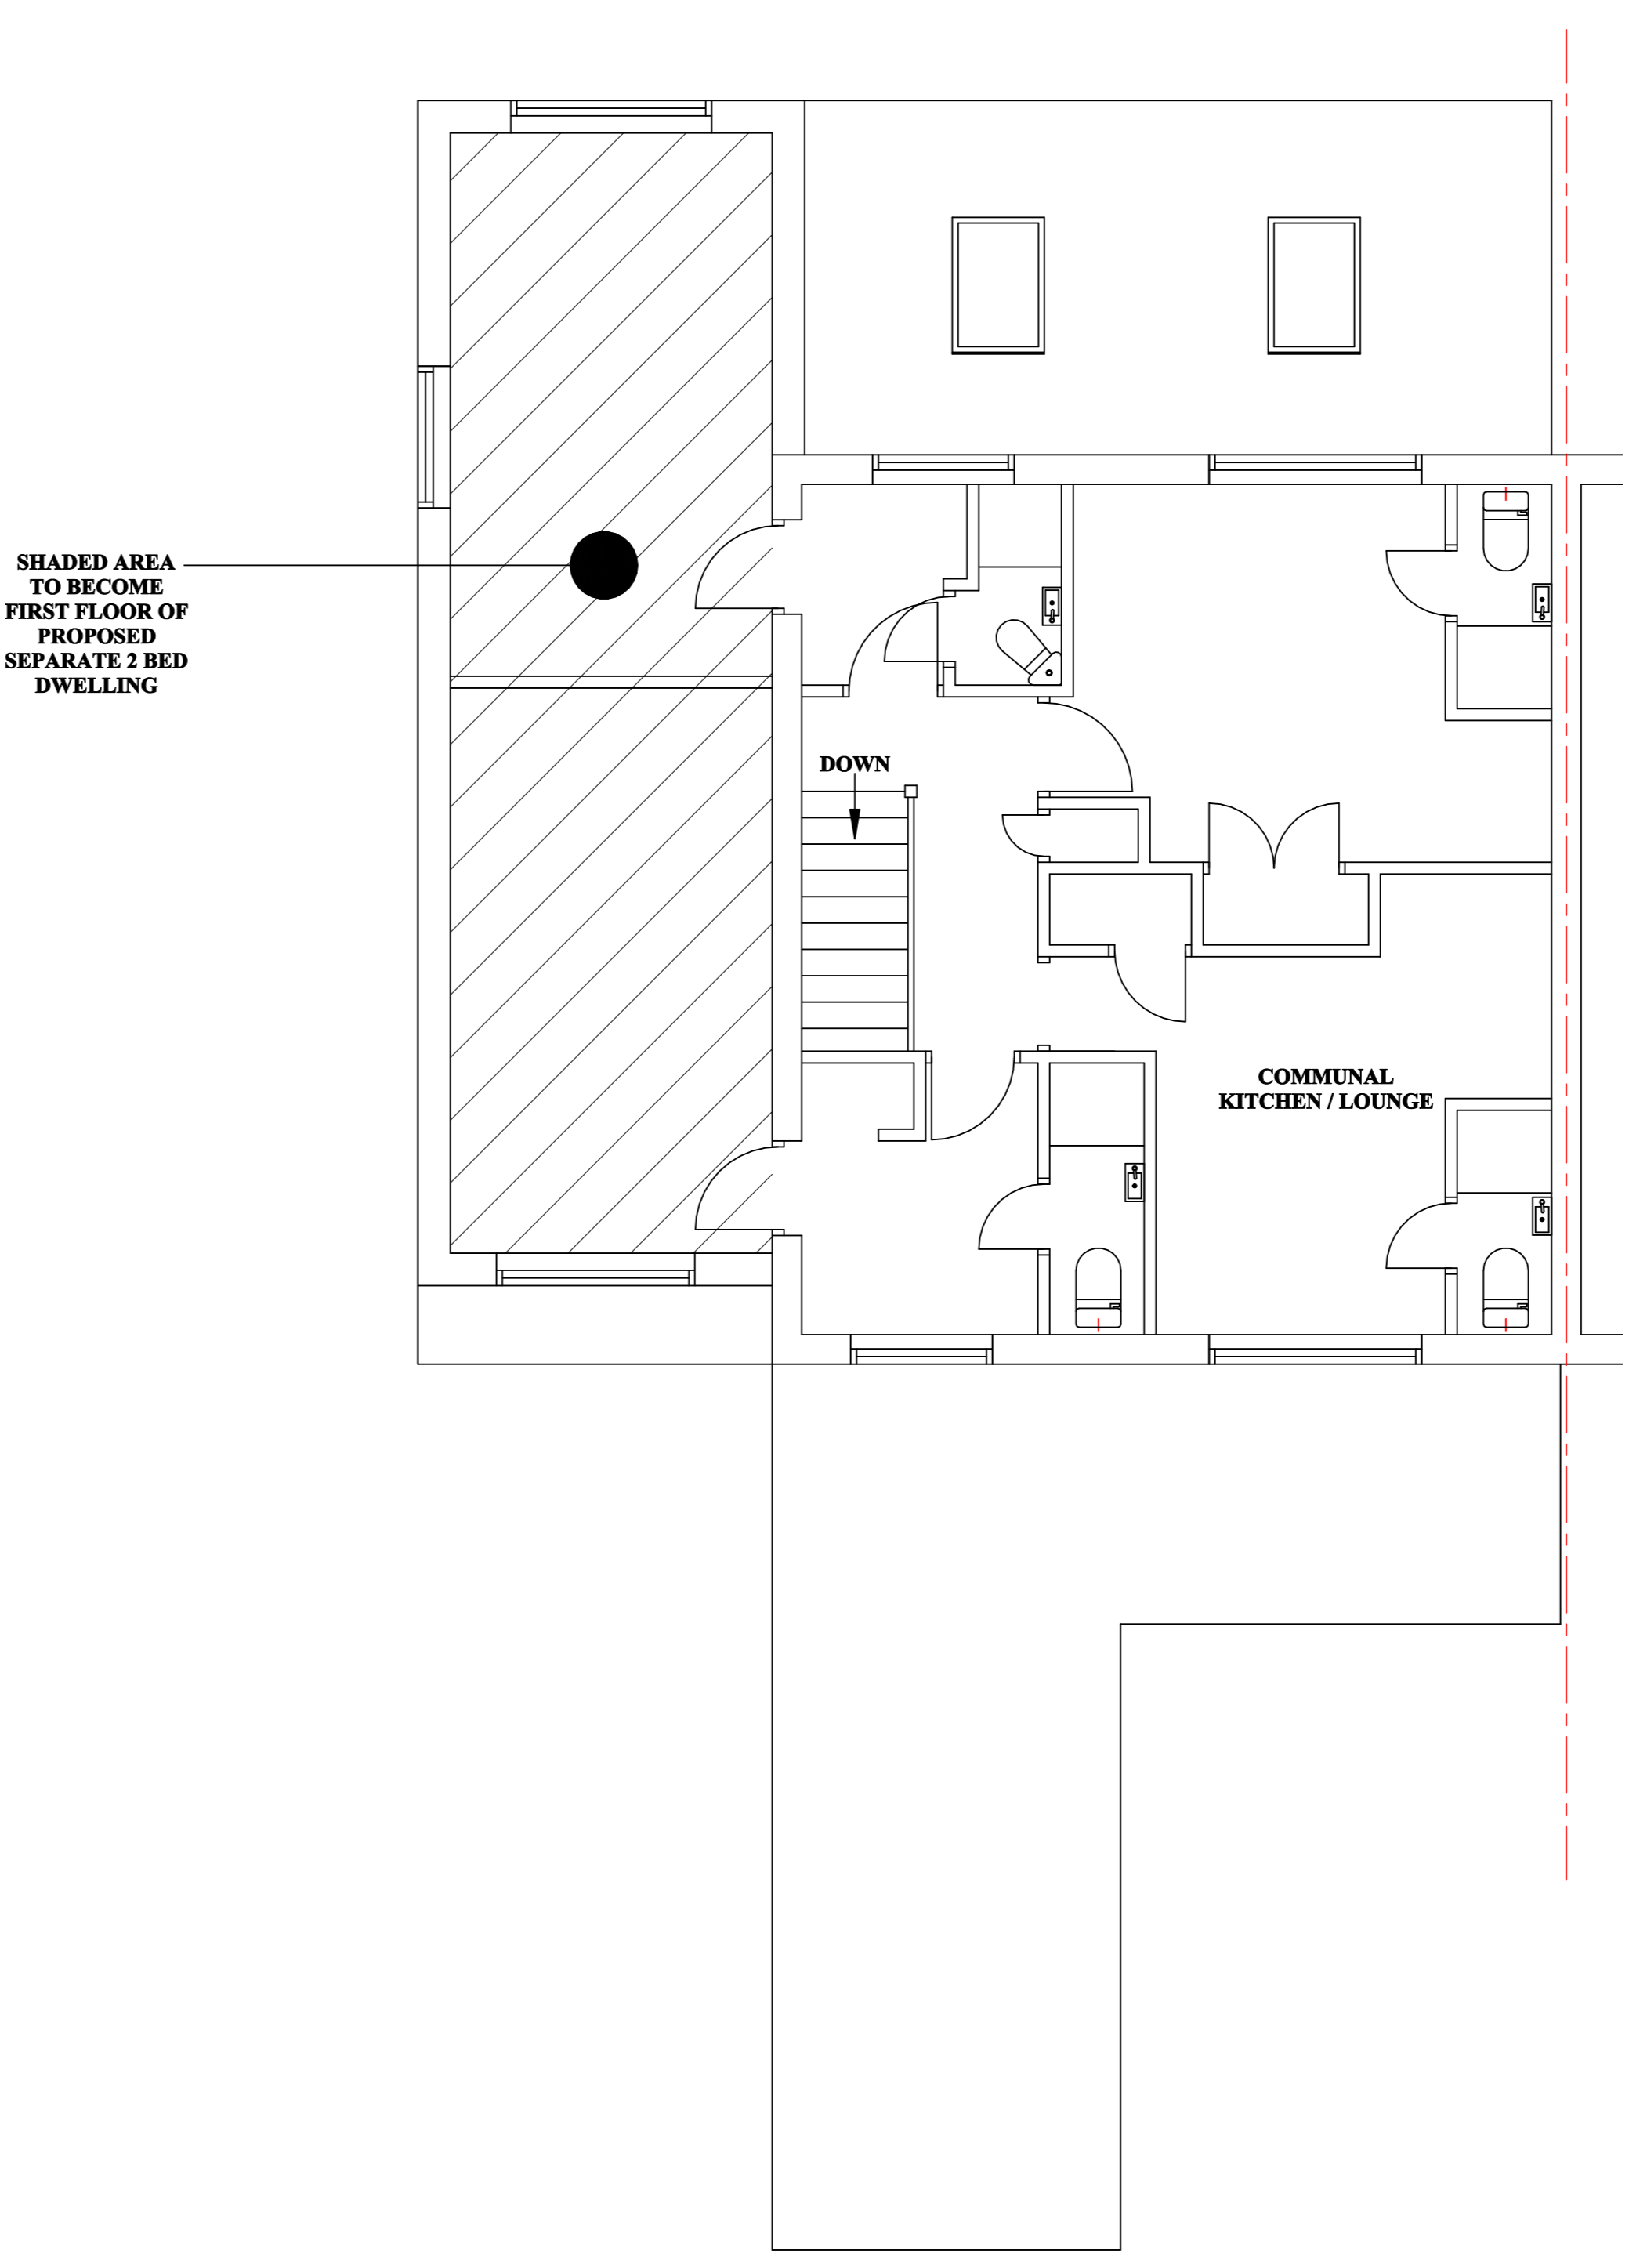 SHADED AREA
TO BECOME
FIRST FLOOR OF
PROPOSED
SEPARATE 2 BED
DWELLING
DOWN
COMMUNAL
KITCHEN / LOUNGE